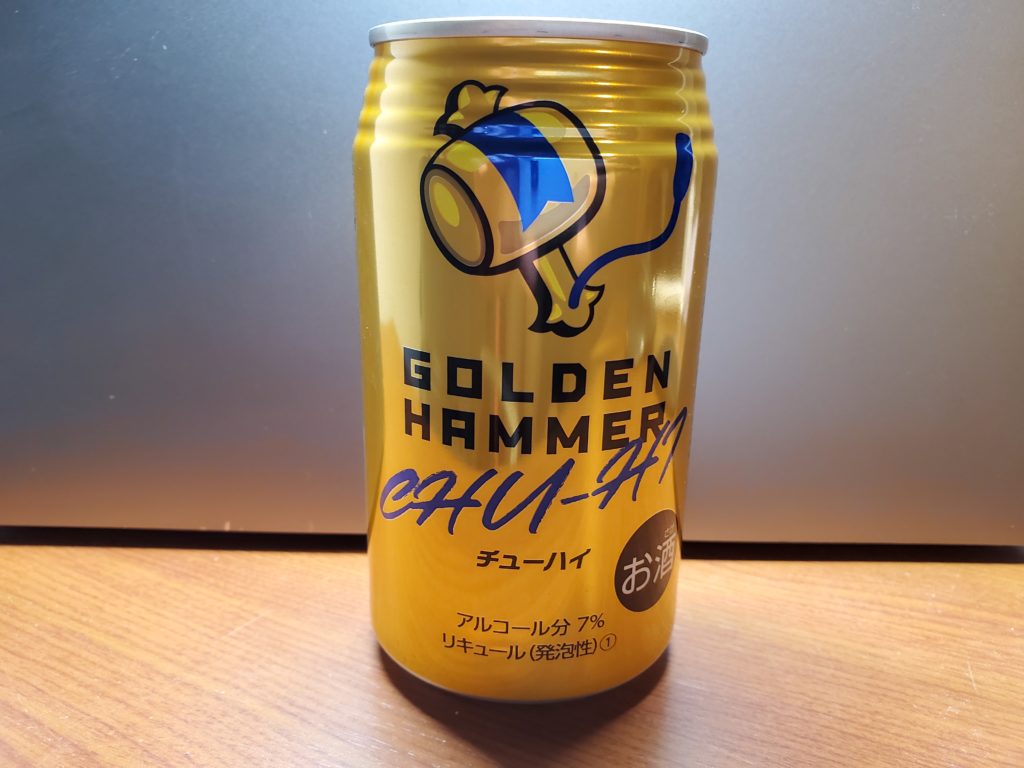 GOLDEN
HAMMER
CHU-HI
チューハイ
お酒
アルコール分 7%
リキュール(発泡性)①